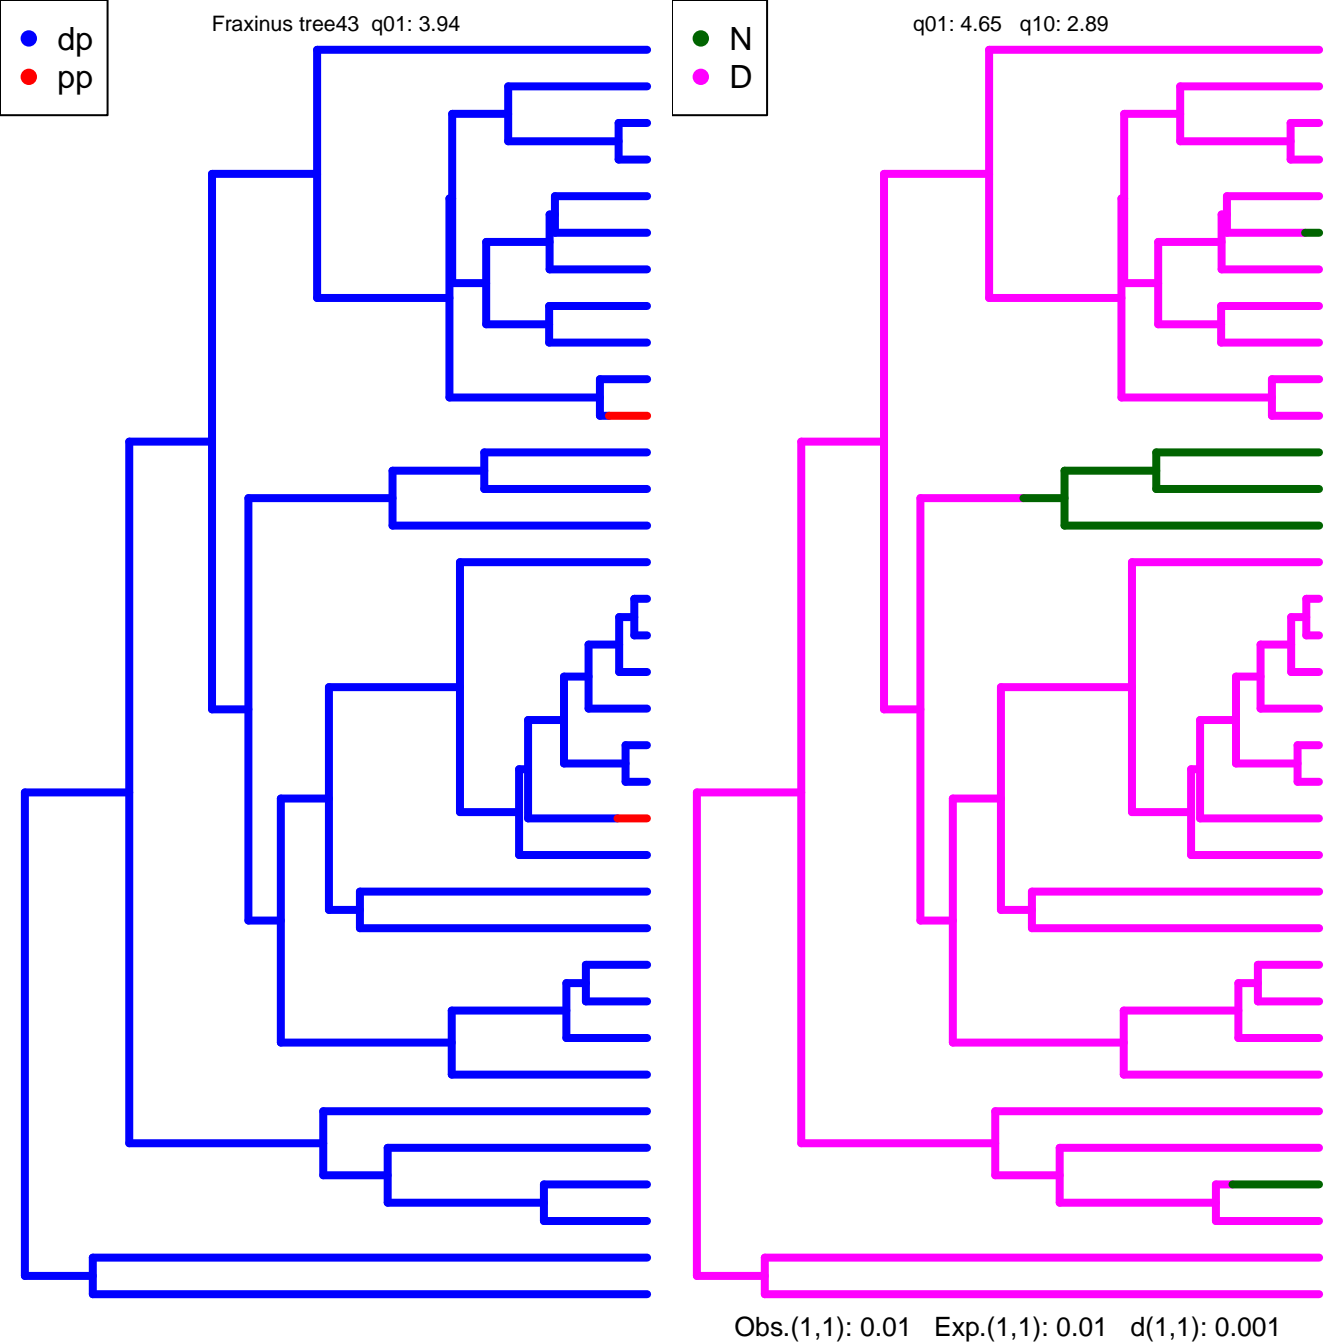 Fraxinus tree43 q01: 3.94
dp
pp
q01: 4.65 q10: 2.89
N
D
Obs.(1,1): 0.01 Exp.(1,1): 0.01 d(1,1): 0.001